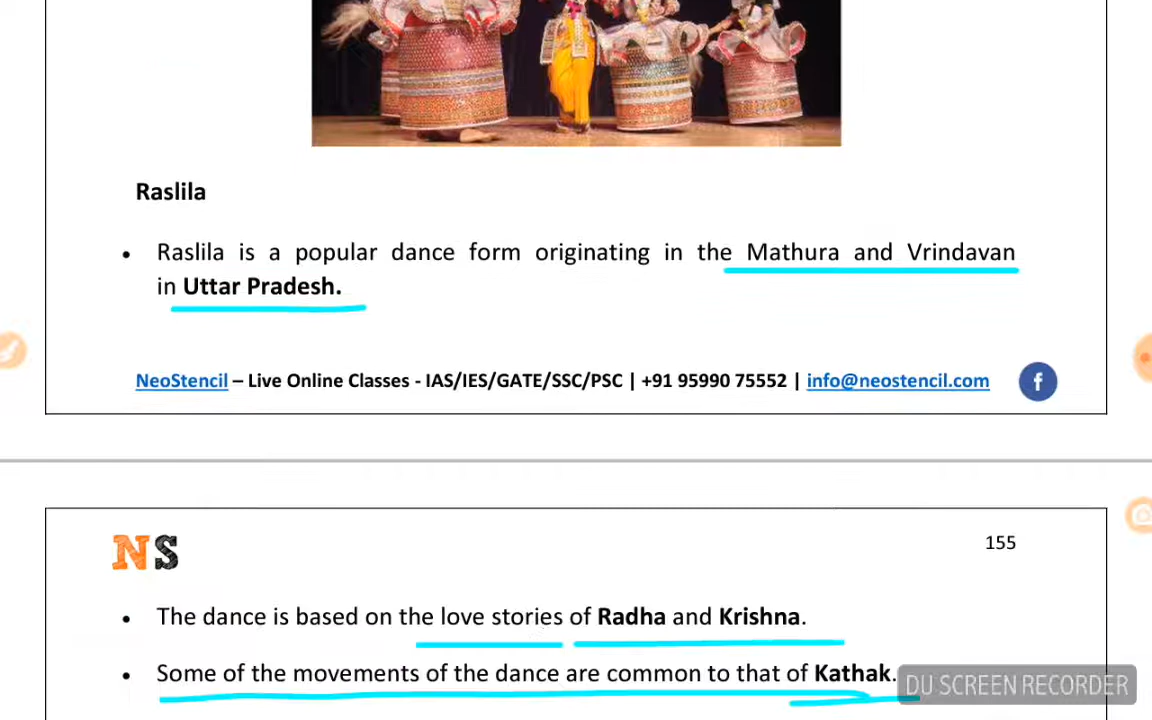 Raslila
• Raslila is a popular dance form originating in the Mathura and Vrindavan
in Uttar Pradesh.
NeoStencil – Live Online Classes - IAS/IES/GATE/SSC/PSC | +91 95990 75552 | info@neostencil.com f
NS 155
• The dance is based on the love stories of Radha and Krishna.
• Some of the movements of the dance are common to that of Kathak.
DU SCREEN RECORDER